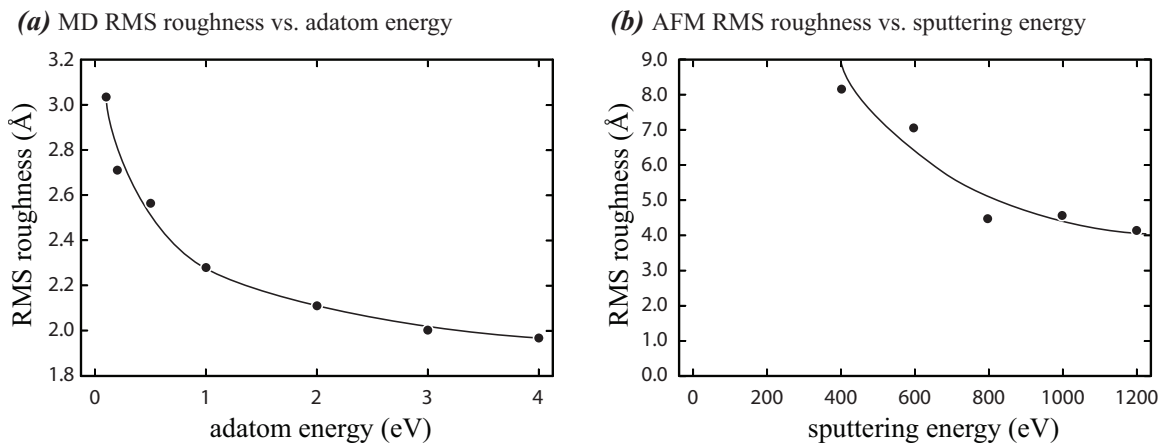 (a) MD RMS roughness vs. adatom energy
3.2
3.0
2.8
2.6
2.4
2.2
2.0
1.8
RMS roughness (Å)
0 1 2 3 4
adatom energy (eV)
(b) AFM RMS roughness vs. sputtering energy
9.0
8.0
7.0
6.0
5.0
4.0
3.0
2.0
1.0
0.0
RMS roughness (Å)
0 200 400 600 800 1000 1200
sputtering energy (eV)